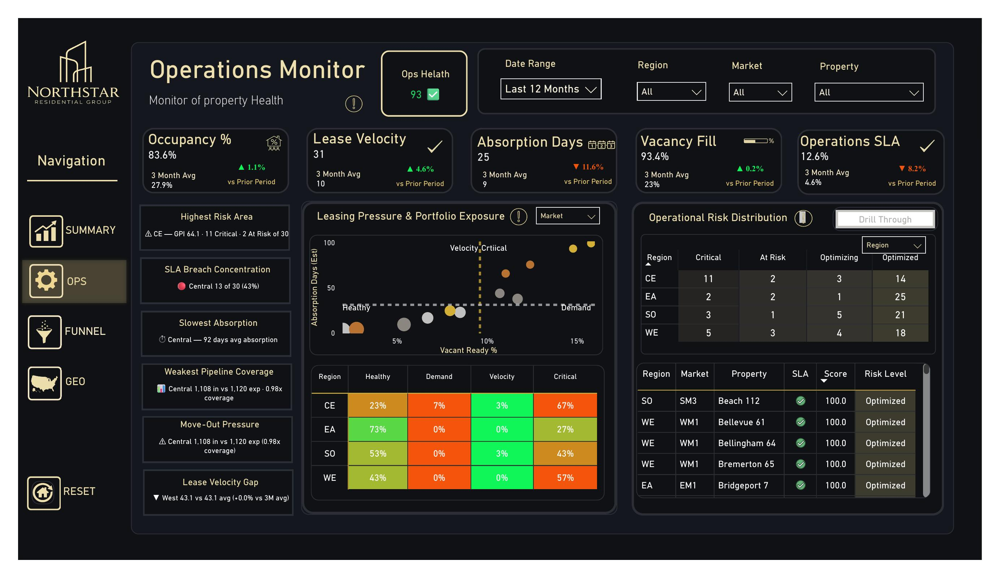 NORTHSTAR
RESIDENTIAL GROUP
Navigation
SUMMARY
OPS
FUNNEL
GEO
RESET
Operations Monitor
Monitor of property Health
Ops Helath
93 ✅
Date Range
Last 12 Months
Region
All
Market
All
Property
All
Occupancy %
83.6%
▲ 1.1%
3 Month Avg
27.9%
vs Prior Period
Lease Velocity
31
▲ 4.6%
3 Month Avg
10
vs Prior Period
Absorption Days
1 2 3
25
▼ 11.6%
3 Month Avg
9
vs Prior Period
Vacancy Fill
%
93.4%
▲ 0.2%
3 Month Avg
23%
vs Prior Period
Operations SLA
12.6%
▼ 8.2%
3 Month Avg
4.6%
vs Prior Period
Highest Risk Area
⚠ CE — GPI 64.1 · 11 Critical · 2 At Risk of 30
SLA Breach Concentration
🔴 Central 13 of 30 (43%)
Slowest Absorption
⏱ Central — 92 days avg absorption
Weakest Pipeline Coverage
📊 Central 1,108 in vs 1,120 exp · 0.98x
coverage
Move-Out Pressure
⚠ Central 1,108 in vs 1,120 exp (0.98x
coverage)
Lease Velocity Gap
▼ West 43.1 vs 43.1 avg (+0.0% vs 3M avg)
Leasing Pressure & Portfolio Exposure
Market
Absorption Days (Est)
100
50
0
Velocity Crtiical
Healthy Demand
5% 10% 15%
Vacant Ready %
Region Healthy Demand Velocity Critical
CE 23% 7% 3% 67%
EA 73% 0% 0% 27%
SO 53% 0% 3% 43%
WE 43% 0% 0% 57%
Operational Risk Distribution
Drill Through
Region
Region Critical At Risk Optimizing Optimized
CE 11 2 3 14
EA 2 2 1 25
SO 3 1 5 21
WE 5 3 4 18
Region Market Property SLA Score Risk Level
SO SM3 Beach 112 ✅ 100.0 Optimized
WE WM1 Bellevue 61 ✅ 100.0 Optimized
WE WM1 Bellingham 64 ✅ 100.0 Optimized
WE WM1 Bremerton 65 ✅ 100.0 Optimized
EA EM1 Bridgeport 7 ✅ 100.0 Optimized